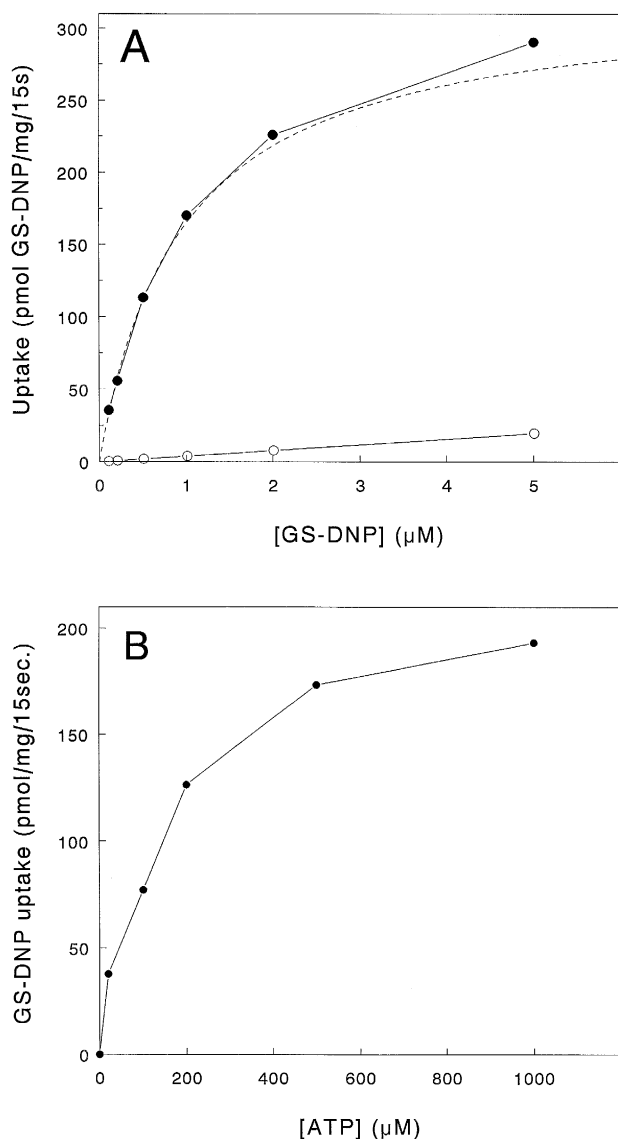 A
300
250
200
150
100
50
0
Uptake (pmol GS-DNP/mg/15s)
0 1 2 3 4 5
[GS-DNP] (µM)
B
200
150
100
50
0
GS-DNP uptake (pmol/mg/15sec.)
0 200 400 600 800 1000
[ATP] (µM)